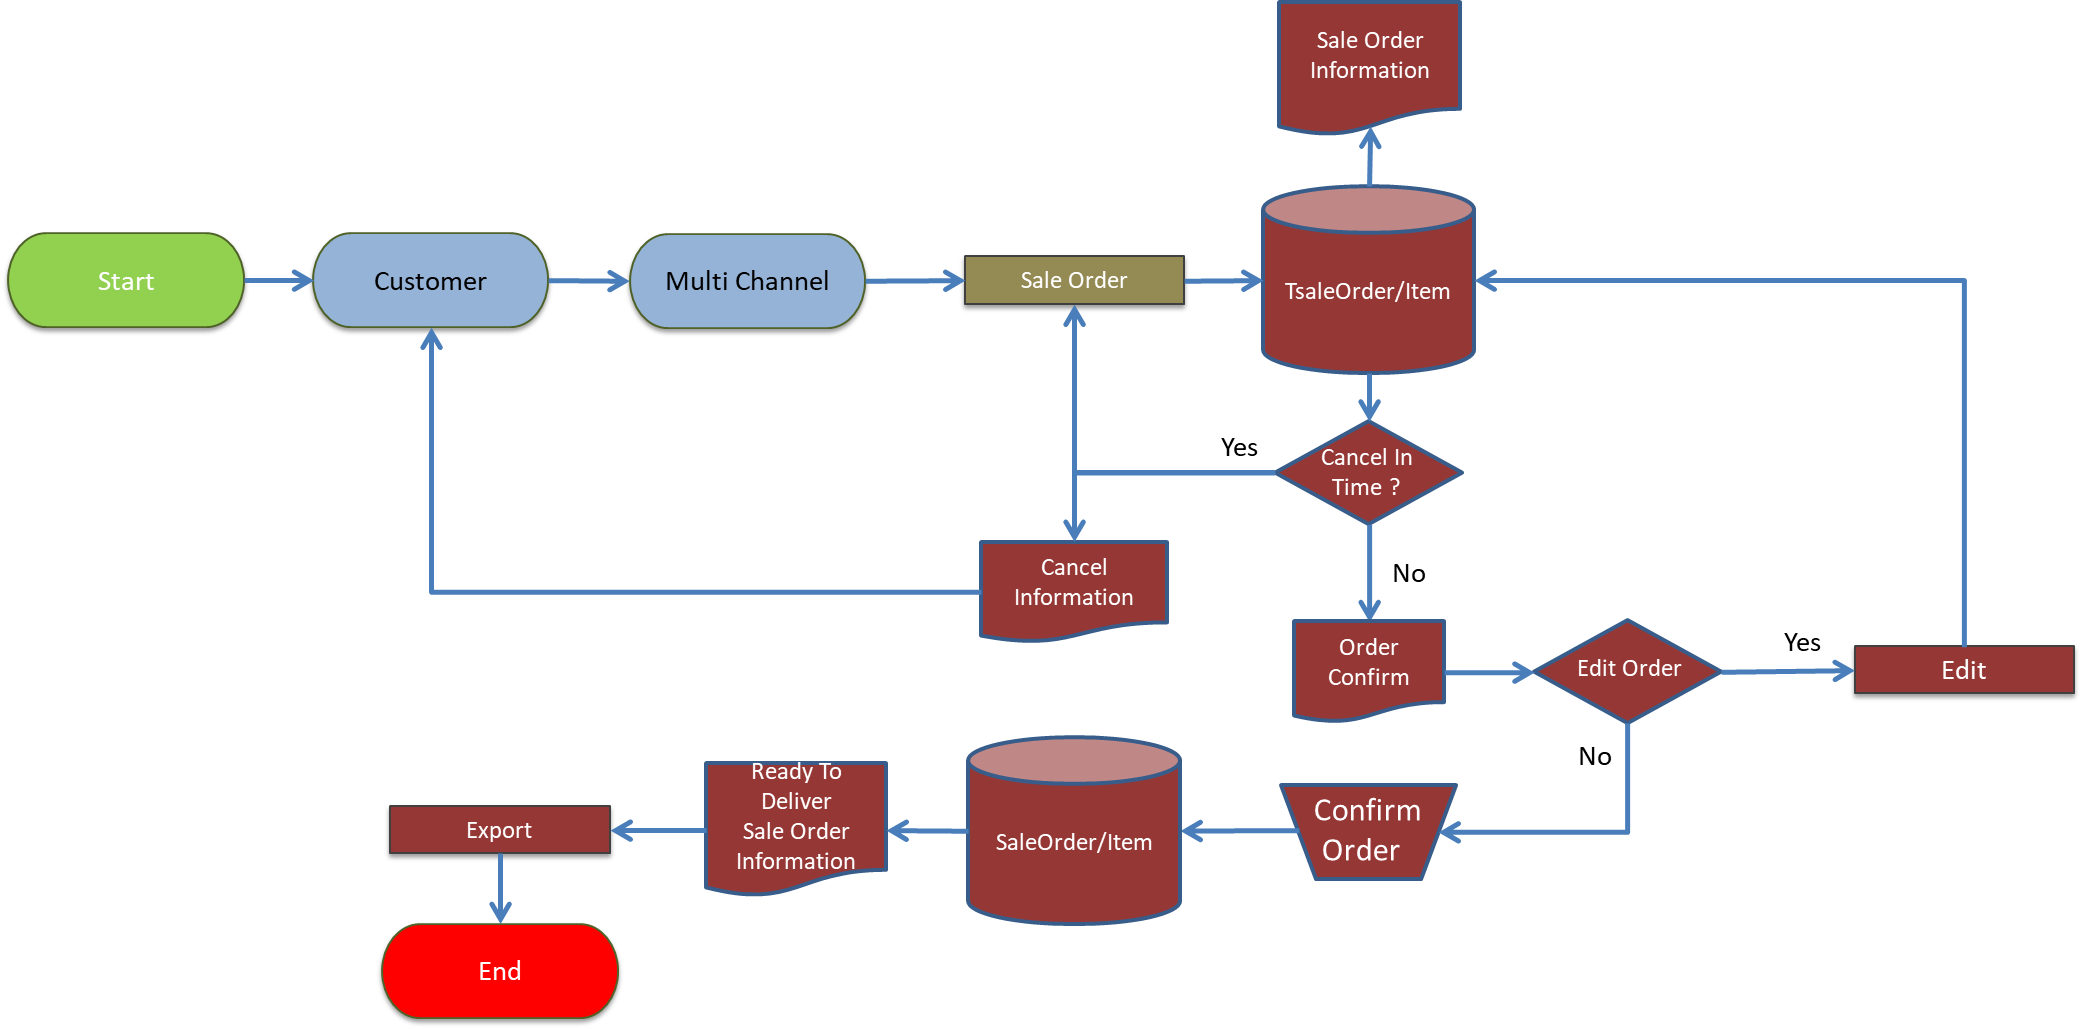 Sale Order
Information
Start
Customer
Multi Channel
Sale Order
TsaleOrder/Item
Yes
Cancel In
Time ?
No
Cancel
Information
Order
Confirm
Edit Order
Yes
Edit
No
Confirm
Order
SaleOrder/Item
Ready To
Deliver
Sale Order
Information
Export
End